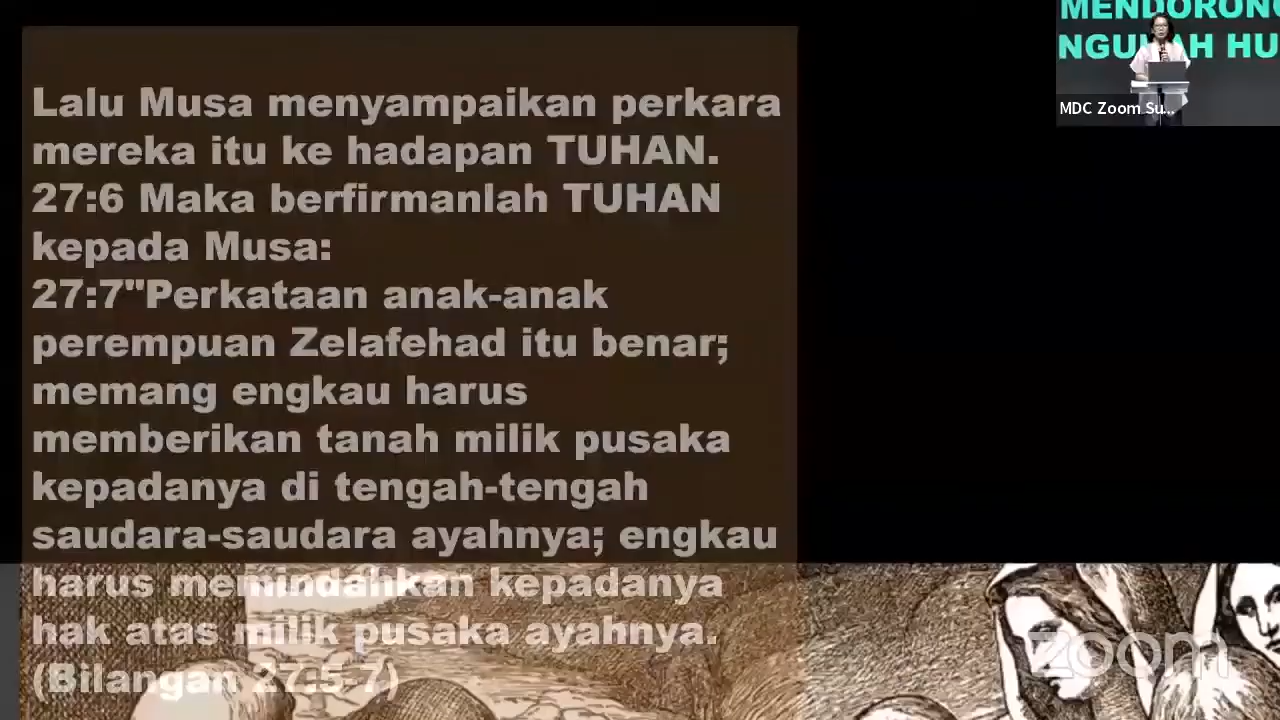 Lalu Musa menyampaikan perkara
mereka itu ke hadapan TUHAN.
27:6 Maka berfirmanlah TUHAN
kepada Musa:
27:7"Perkataan anak-anak
perempuan Zelafehad itu benar;
memang engkau harus
memberikan tanah milik pusaka
kepadanya di tengah-tengah
saudara-saudara ayahnya; engkau
harus memindahkan kepadanya
hak atas milik pusaka ayahnya.
(Bilangan 27:5-7)
MENDORONG
HU
MDC Zoom Su...
zoom